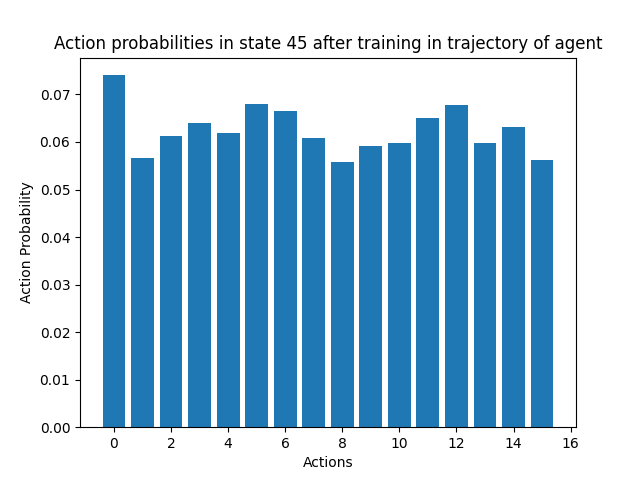 Action probabilities in state 45 after training in trajectory of agent
0.07
0.06
0.05
0.04
0.03
0.02
0.01
0.00
Action Probability
0 2 4 6 8 10 12 14 16
Actions